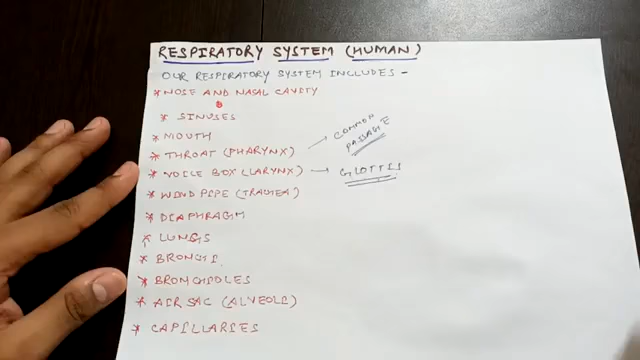 RESPIRATORY SYSTEM (HUMAN)
OUR RESPIRATORY SYSTEM INCLUDES -
* NOSE AND NASAL CAVITY
* SINUSES
* MOUTH
* THROAT (PHARYNX) → COMMON PASSAGE
* VOICE BOX (LARYNX) → GLOTTIS
* WIND PIPE (TRACHEA)
* DIAPHRAGM
* LUNGS
* BRONCHI
* BRONCHIOLES
* AIR SAC (ALVEOLI)
* CAPILLARIES